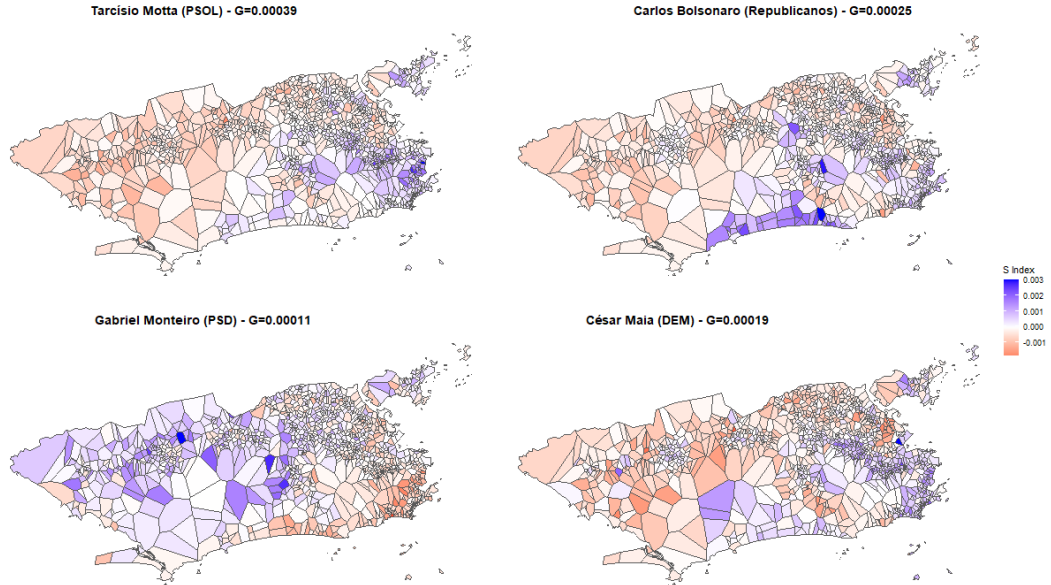 Tarcísio Motta (PSOL) - G=0.00039
Carlos Bolsonaro (Republicanos) - G=0.00025
Gabriel Monteiro (PSD) - G=0.00011
César Maia (DEM) - G=0.00019
S Index
0.003
0.002
0.001
0.000
-0.001